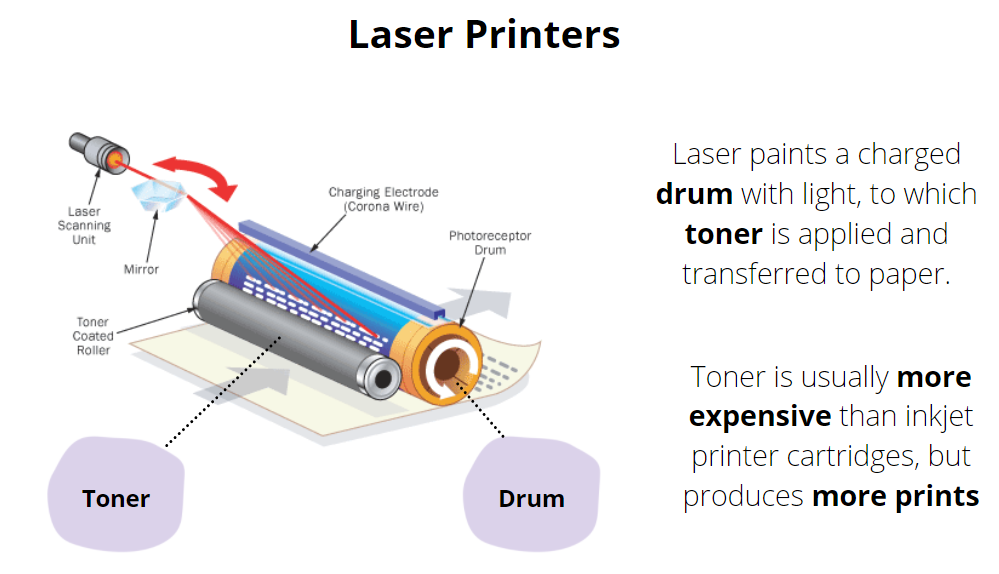 Laser Printers
Laser
Scanning
Unit
Mirror
Charging Electrode
(Corona Wire)
Photoreceptor
Drum
Toner
Coated
Roller
Toner
Drum
Laser paints a charged
drum with light, to which
toner is applied and
transferred to paper.
Toner is usually more
expensive than inkjet
printer cartridges, but
produces more prints